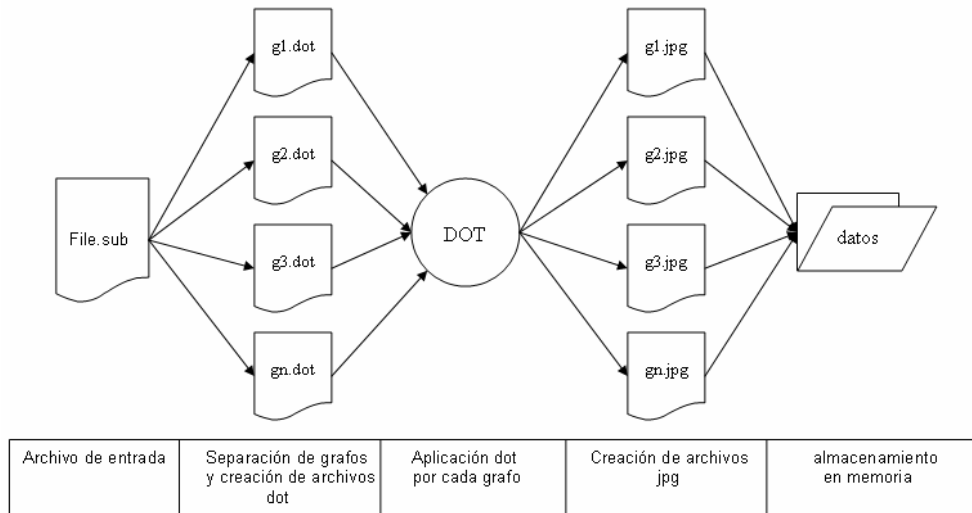 g1.dot
g1.jpg
g2.dot
g2.jpg
File.sub
DOT
datos
g3.dot
g3.jpg
gn.dot
gn.jpg
Archivo de entrada
Separación de grafos
y creación de archivos
dot
Aplicación dot
por cada grafo
Creación de archivos
jpg
almacenamiento
en memoria